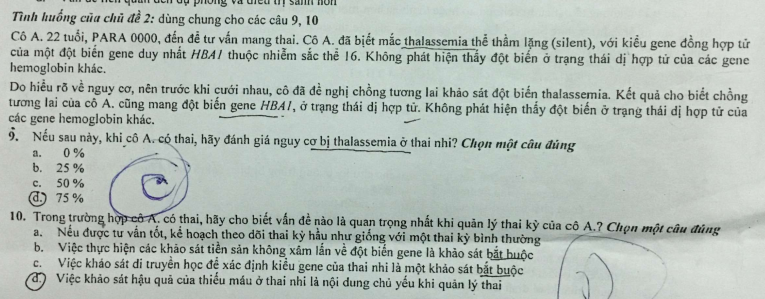 Tình huống của chủ đề 2: dùng chung cho các câu 9, 10
Cô A. 22 tuổi, PARA 0000, đến để tư vấn mang thai. Cô A. đã biết mắc thalassemia thể thầm lặng (silent), với kiểu gene đồng hợp tử
của một đột biến gene duy nhất HBA1 thuộc nhiễm sắc thể 16. Không phát hiện thấy đột biến ở trạng thái dị hợp tử của các gene
hemoglobin khác.
Do hiểu rõ về nguy cơ, nên trước khi cưới nhau, cô đã đề nghị chồng tương lai khảo sát đột biến thalassemia. Kết quả cho biết chồng
tương lai của cô A. cũng mang đột biến gene HBA1, ở trạng thái dị hợp tử. Không phát hiện thấy đột biến ở trạng thái dị hợp tử của
các gene hemoglobin khác.
9. Nếu sau này, khi cô A. có thai, hãy đánh giá nguy cơ bị thalassemia ở thai nhi? Chọn một câu đúng
a. 0 %
b. 25 %
c. 50 %
d. 75 %
C
10. Trong trường hợp cô A. có thai, hãy cho biết vấn đề nào là quan trọng nhất khi quản lý thai kỳ của cô A.? Chọn một câu đúng
a. Nếu được tư vấn tốt, kế hoạch theo dõi thai kỳ hầu như giống với một thai kỳ bình thường
b. Việc thực hiện các khảo sát tiền sản không xâm lấn về đột biến gene là khảo sát bắt buộc
c. Việc khảo sát di truyền học để xác định kiểu gene của thai nhi là một khảo sát bắt buộc
d. Việc khảo sát hậu quả của thiếu máu ở thai nhi là nội dung chủ yếu khi quản lý thai